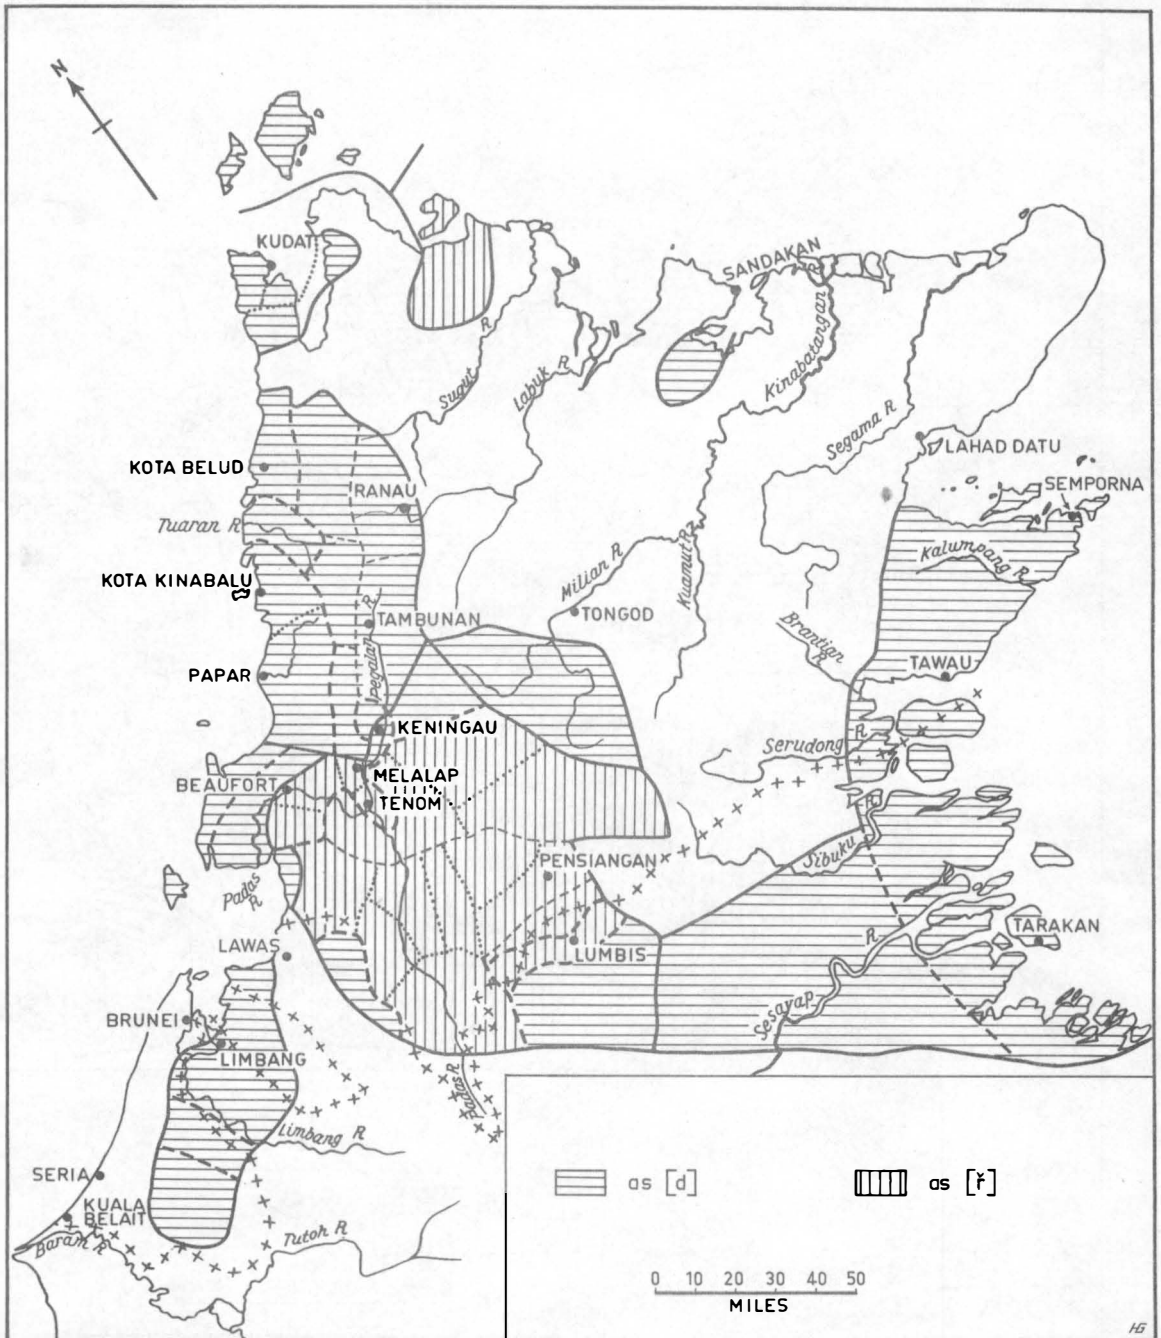 N
KUDAT
SANDAKAN
Sugut R.
Labuk R.
Kinabatangan R.
Segama R
LAHAD DATU
KOTA BELUD
SEMPORNA
RANAU
Tuaran R
Kalumpang R
KOTA KINABALU
Milian R
Kuamut R
TONGOD
TAMBUNAN
Pegalan R
Brantian R
PAPAR
TAWAU
KENINGAU
Serudong R
MELALAP
BEAUFORT
TENOM
Sibuku R
PENSIANGAN
Padas R
TARAKAN
LAWAS
LUMBIS
Sesayap R
BRUNEI
LIMBANG
Padas R
Limbang R
SERIA
as [d]
as [ř]
KUALA
BELAIT
Baram R
Tutoh R
0 10 20 30 40 50
MILES
HG